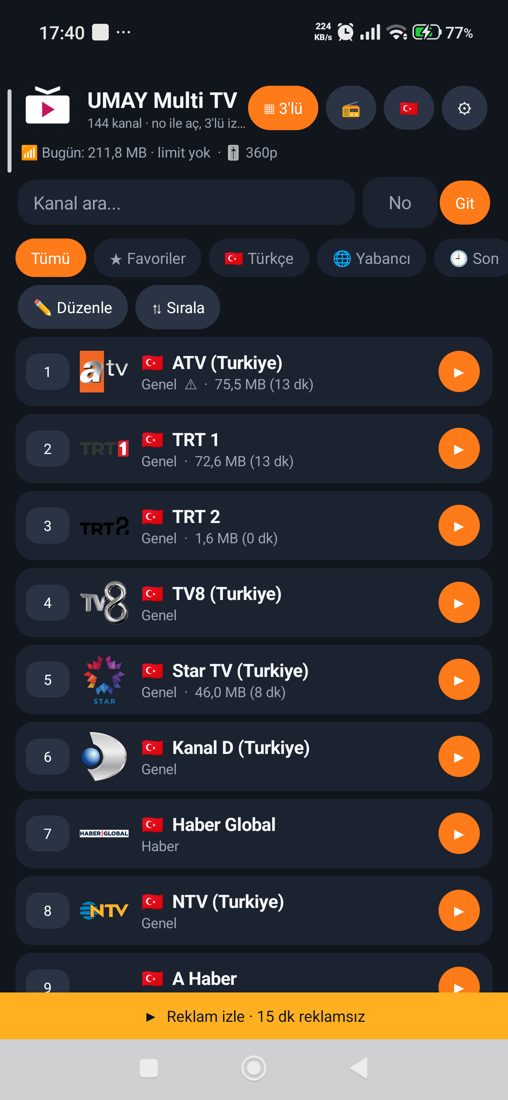 17:40 ...
224 KB/s 77%
UMAY Multi TV
144 kanal · no ile aç, 3'lü iz...
3'lü
Bugün: 211,8 MB · limit yok · 360p
Kanal ara... No Git
Tümü ★ Favoriler Türkçe Yabancı Son
Düzenle ⇅ Sırala
1 atv ATV (Turkiye)
Genel ⚠ · 75,5 MB (13 dk)
2 TRT1 TRT 1
Genel · 72,6 MB (13 dk)
3 TRT2 TRT 2
Genel · 1,6 MB (0 dk)
4 TV8 TV8 (Turkiye)
Genel
5 STAR Star TV (Turkiye)
Genel · 46,0 MB (8 dk)
6 Kanal D (Turkiye)
Genel
7 HABER GLOBAL Haber Global
Haber
8 NTV NTV (Turkiye)
Genel
9 A Haber
► Reklam izle · 15 dk reklamsız